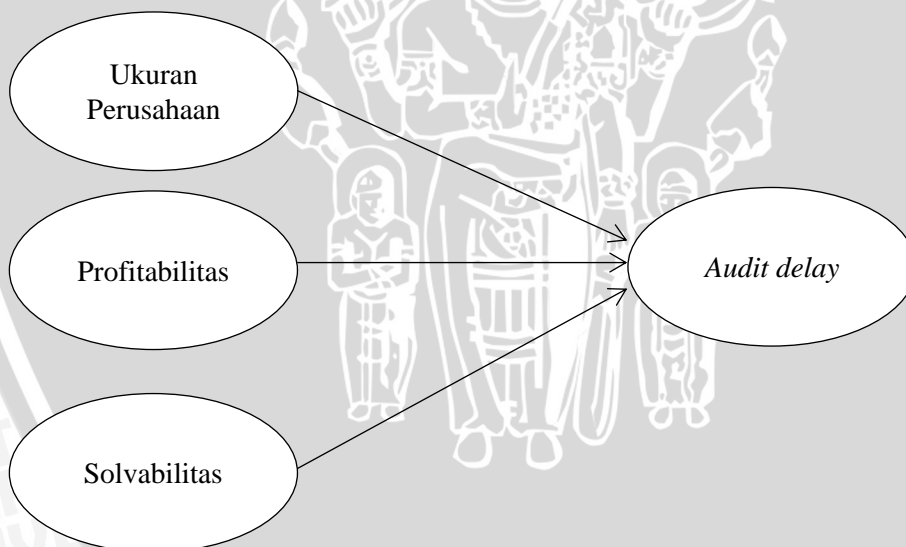 Ukuran
Perusahaan
Profitabilitas
Audit delay
Solvabilitas